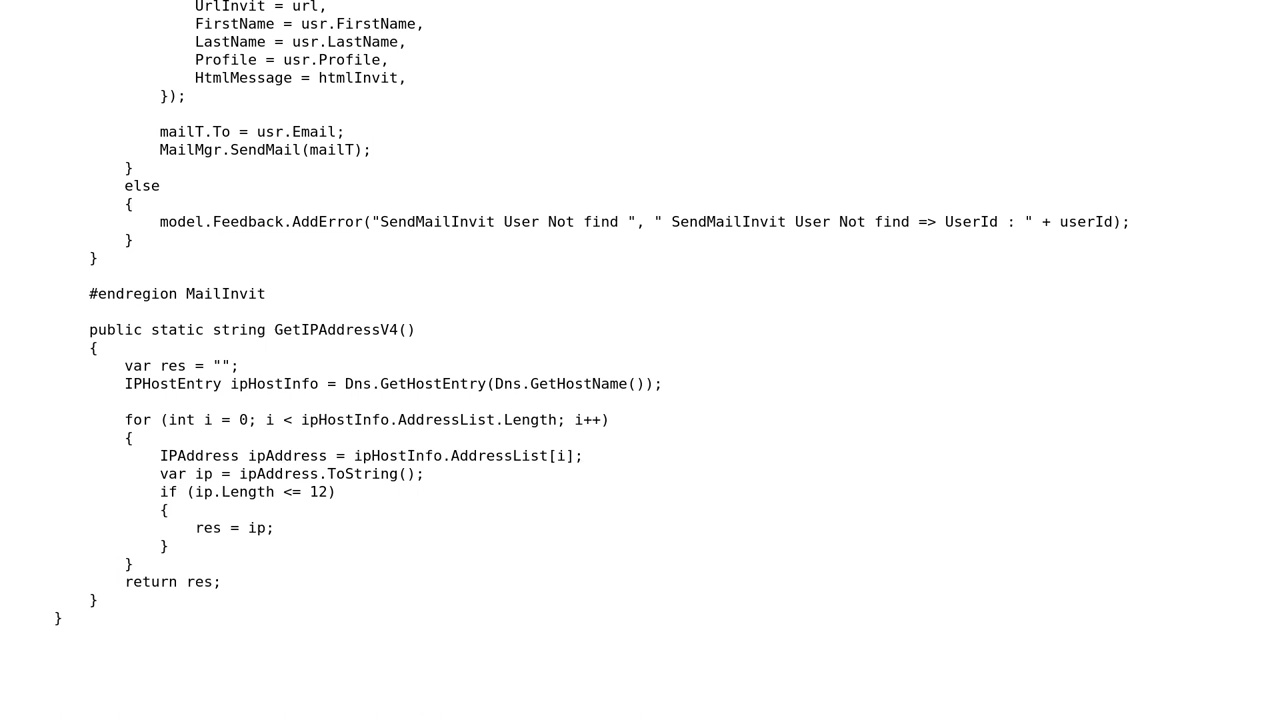 UrlInvit = url,
FirstName = usr.FirstName,
LastName = usr.LastName,
Profile = usr.Profile,
HtmlMessage = htmlInvit,
});
mailT.To = usr.Email;
MailMgr.SendMail(mailT);
}
else
{
model.Feedback.AddError("SendMailInvit User Not find ", " SendMailInvit User Not find => UserId : " + userId);
}
}
#endregion MailInvit
public static string GetIPAddressV4()
{
var res = "";
IPHostEntry ipHostInfo = Dns.GetHostEntry(Dns.GetHostName());
for (int i = 0; i < ipHostInfo.AddressList.Length; i++)
{
IPAddress ipAddress = ipHostInfo.AddressList[i];
var ip = ipAddress.ToString();
if (ip.Length <= 12)
{
res = ip;
}
}
return res;
}
}